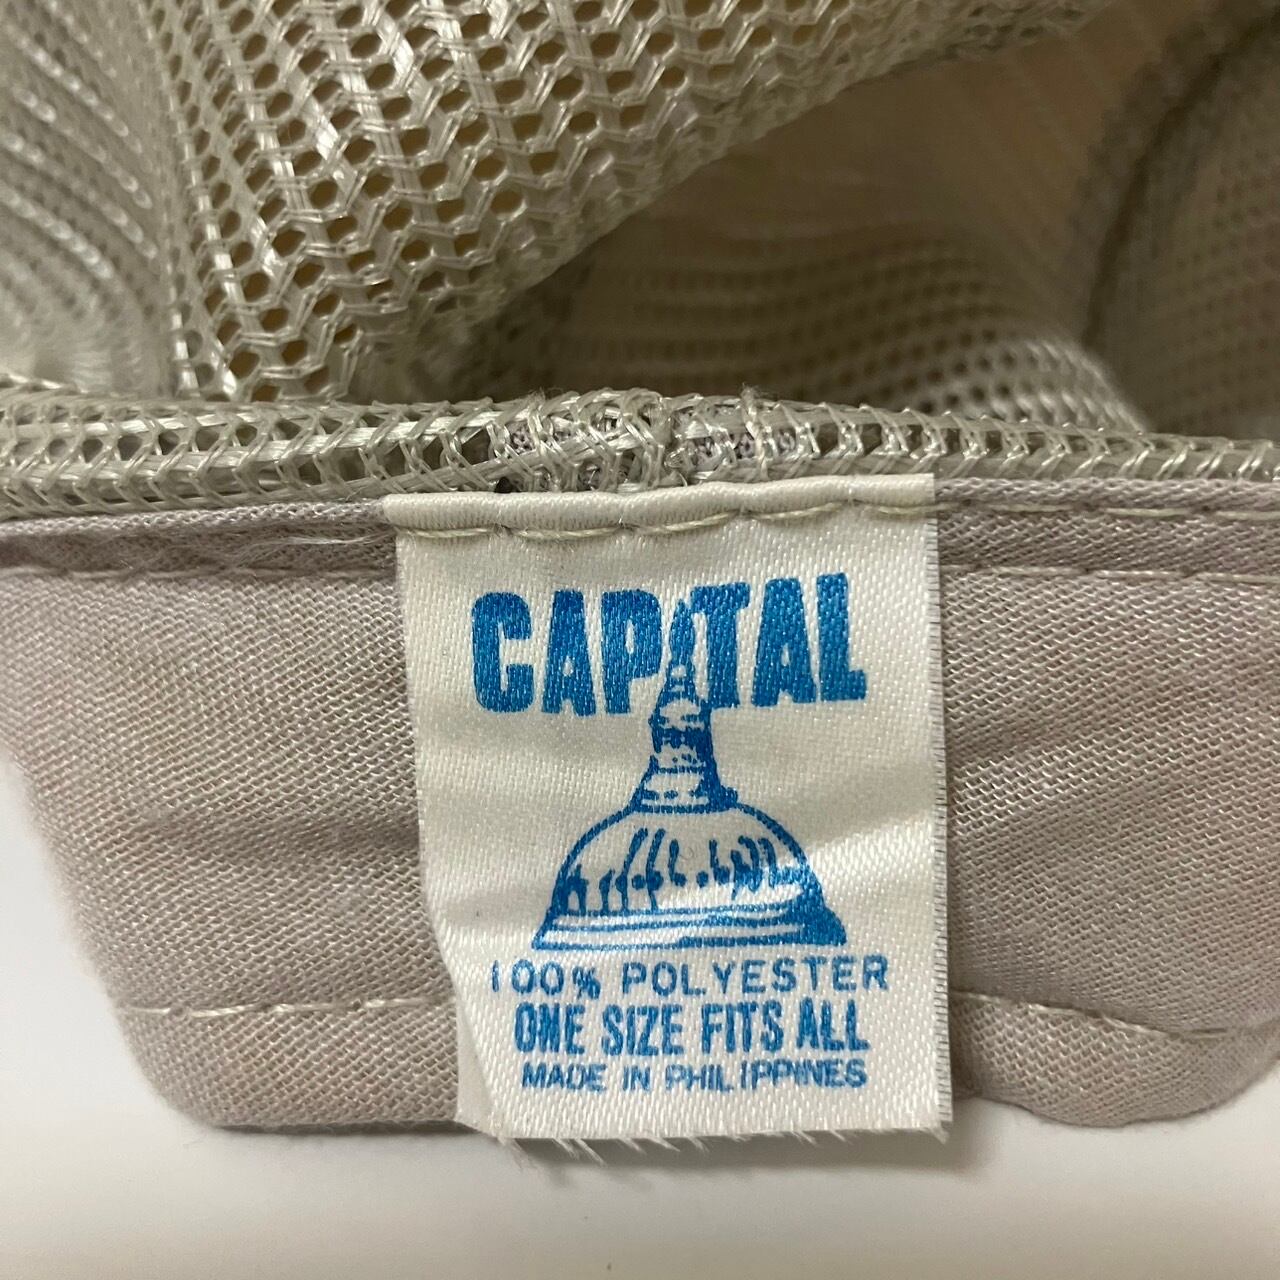 CAPITAL
100% POLYESTER
ONE SIZE FITS ALL
MADE IN PHILIPPINES